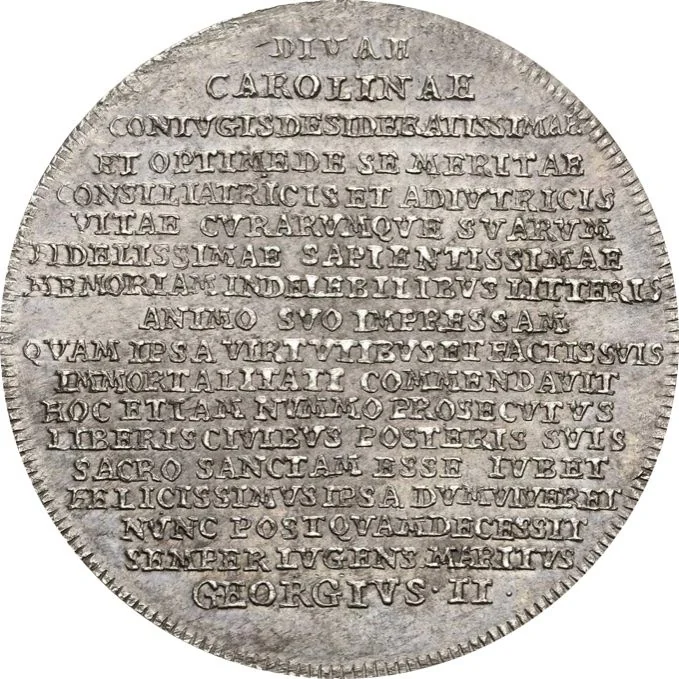 DIVAE
CAROLINAE
CONIVGIS DESIDERATISSIMAE
ET OPTIME DE SE MERITAE
CONSILIATRICIS ET ADIVTRICIS
VITAE CVRARVMQVE SVARVM
FIDELISSIMAE SAPIENTISSIMAE
MEMORIAM INDELEBILIBVS LITTERIS
ANIMO SVO IMPRESSAM
QVAM IPSA VIRTVTIBVS ET FACTIS SVIS
IMMORTALITATI COMMENDAVIT
HOC ETIAM NVMMO PROSECVTVS
LIBERIS CIVIBVS POSTERIS SVIS
SACRO SANCTAM ESSE IVBET
FELICISSIMVS IPSA DVM VIVERET
NVNC POSTQVAM DECESSIT
SEMPER LVGENS MARITVS
GEORGIVS · II ·